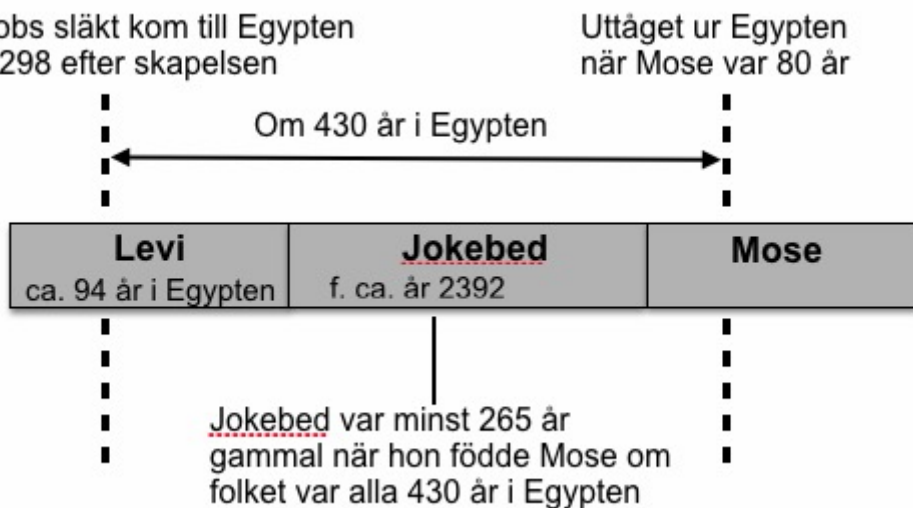 obs släkt kom till Egypten
298 efter skapelsen
Uttåget ur Egypten
när Mose var 80 år
Om 430 år i Egypten
Levi
ca. 94 år i Egypten
Jokebed
f. ca. år 2392
Mose
Jokebed var minst 265 år
gammal när hon födde Mose om
folket var alla 430 år i Egypten